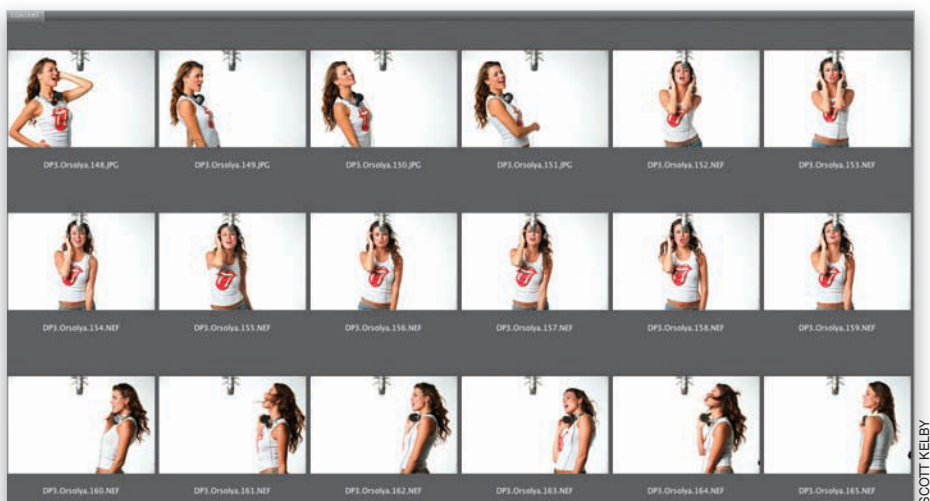 CONTENT
DP3.Orsolya.148.JPG
DP3.Orsolya.149.JPG
DP3.Orsolya.150.JPG
DP3.Orsolya.151.JPG
DP3.Orsolya.152.NEF
DP3.Orsolya.153.NEF
DP3.Orsolya.154.NEF
DP3.Orsolya.155.NEF
DP3.Orsolya.156.NEF
DP3.Orsolya.157.NEF
DP3.Orsolya.158.NEF
DP3.Orsolya.159.NEF
DP3.Orsolya.160.NEF
DP3.Orsolya.161.NEF
DP3.Orsolya.162.NEF
DP3.Orsolya.163.NEF
DP3.Orsolya.164.NEF
DP3.Orsolya.165.NEF
SCOTT KELBY